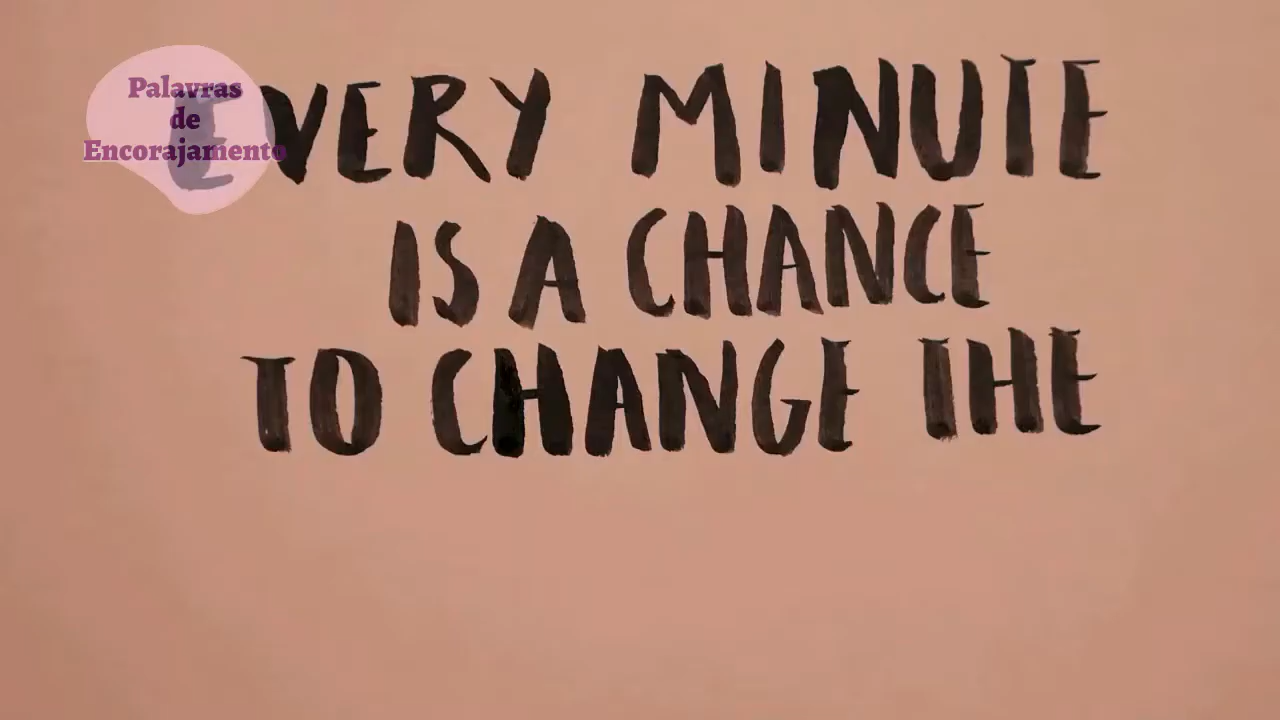 Palavras
de
Encorajamento
EVERY MINUTE
IS A CHANCE
TO CHANGE THE